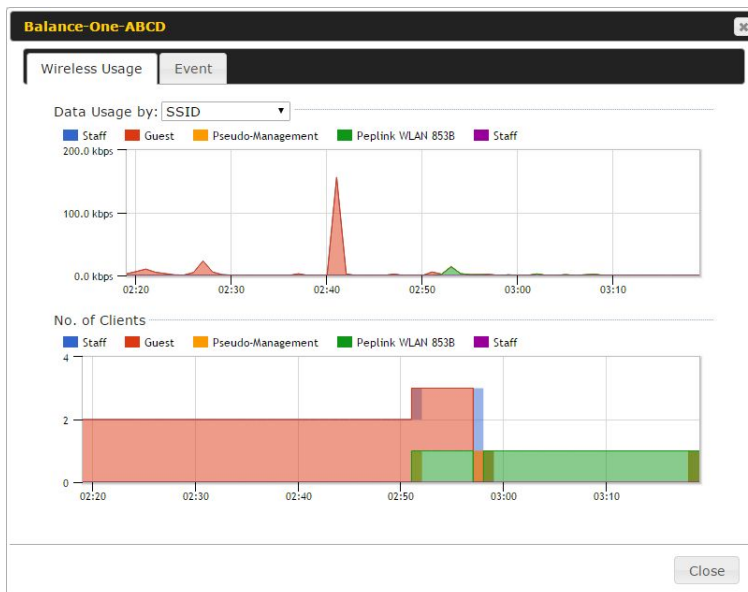 Balance-One-ABCD
Wireless Usage Event
Data Usage by: SSID
Staff Guest Pseudo-Management Peplink WLAN 853B Staff
200.0 kbps
100.0 kbps
0.0 kbps
02:20 02:30 02:40 02:50 03:00 03:10
No. of Clients
Staff Guest Pseudo-Management Peplink WLAN 853B Staff
4
2
0
02:20 02:30 02:40 02:50 03:00 03:10
Close